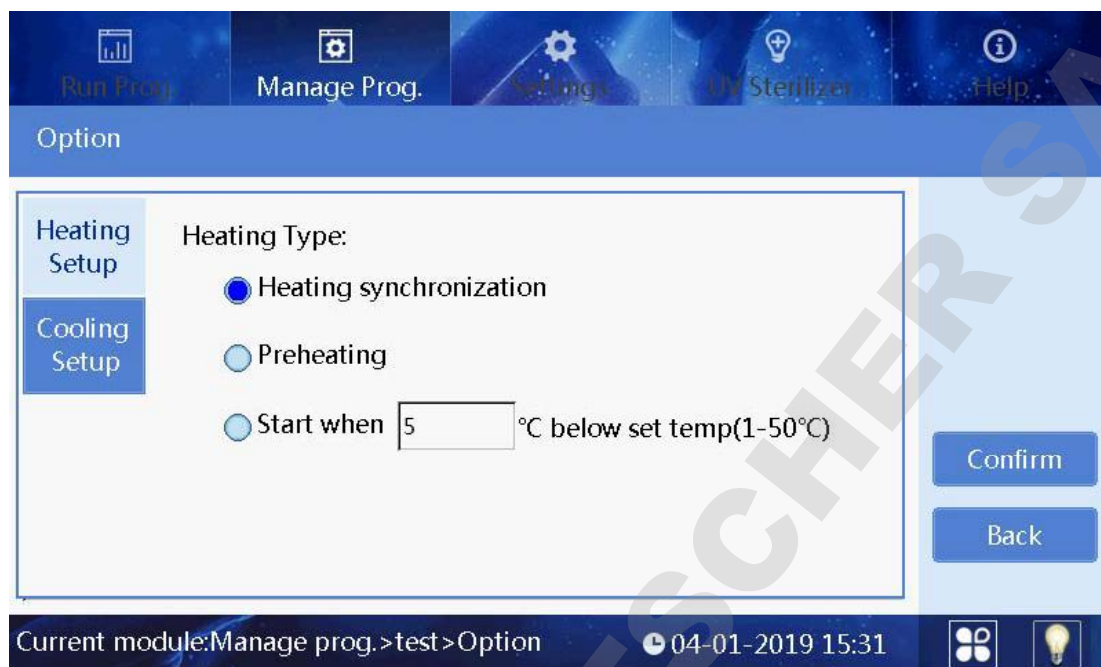 Run Prog.
Manage Prog.
Settings
UV Sterilizer
Help
Option
Heating
Setup
Cooling
Setup
Heating Type:
Heating synchronization
Preheating
Start when 5 °C below set temp(1-50°C)
Confirm
Back
Current module:Manage prog.>test>Option
04-01-2019 15:31
SCHER SA